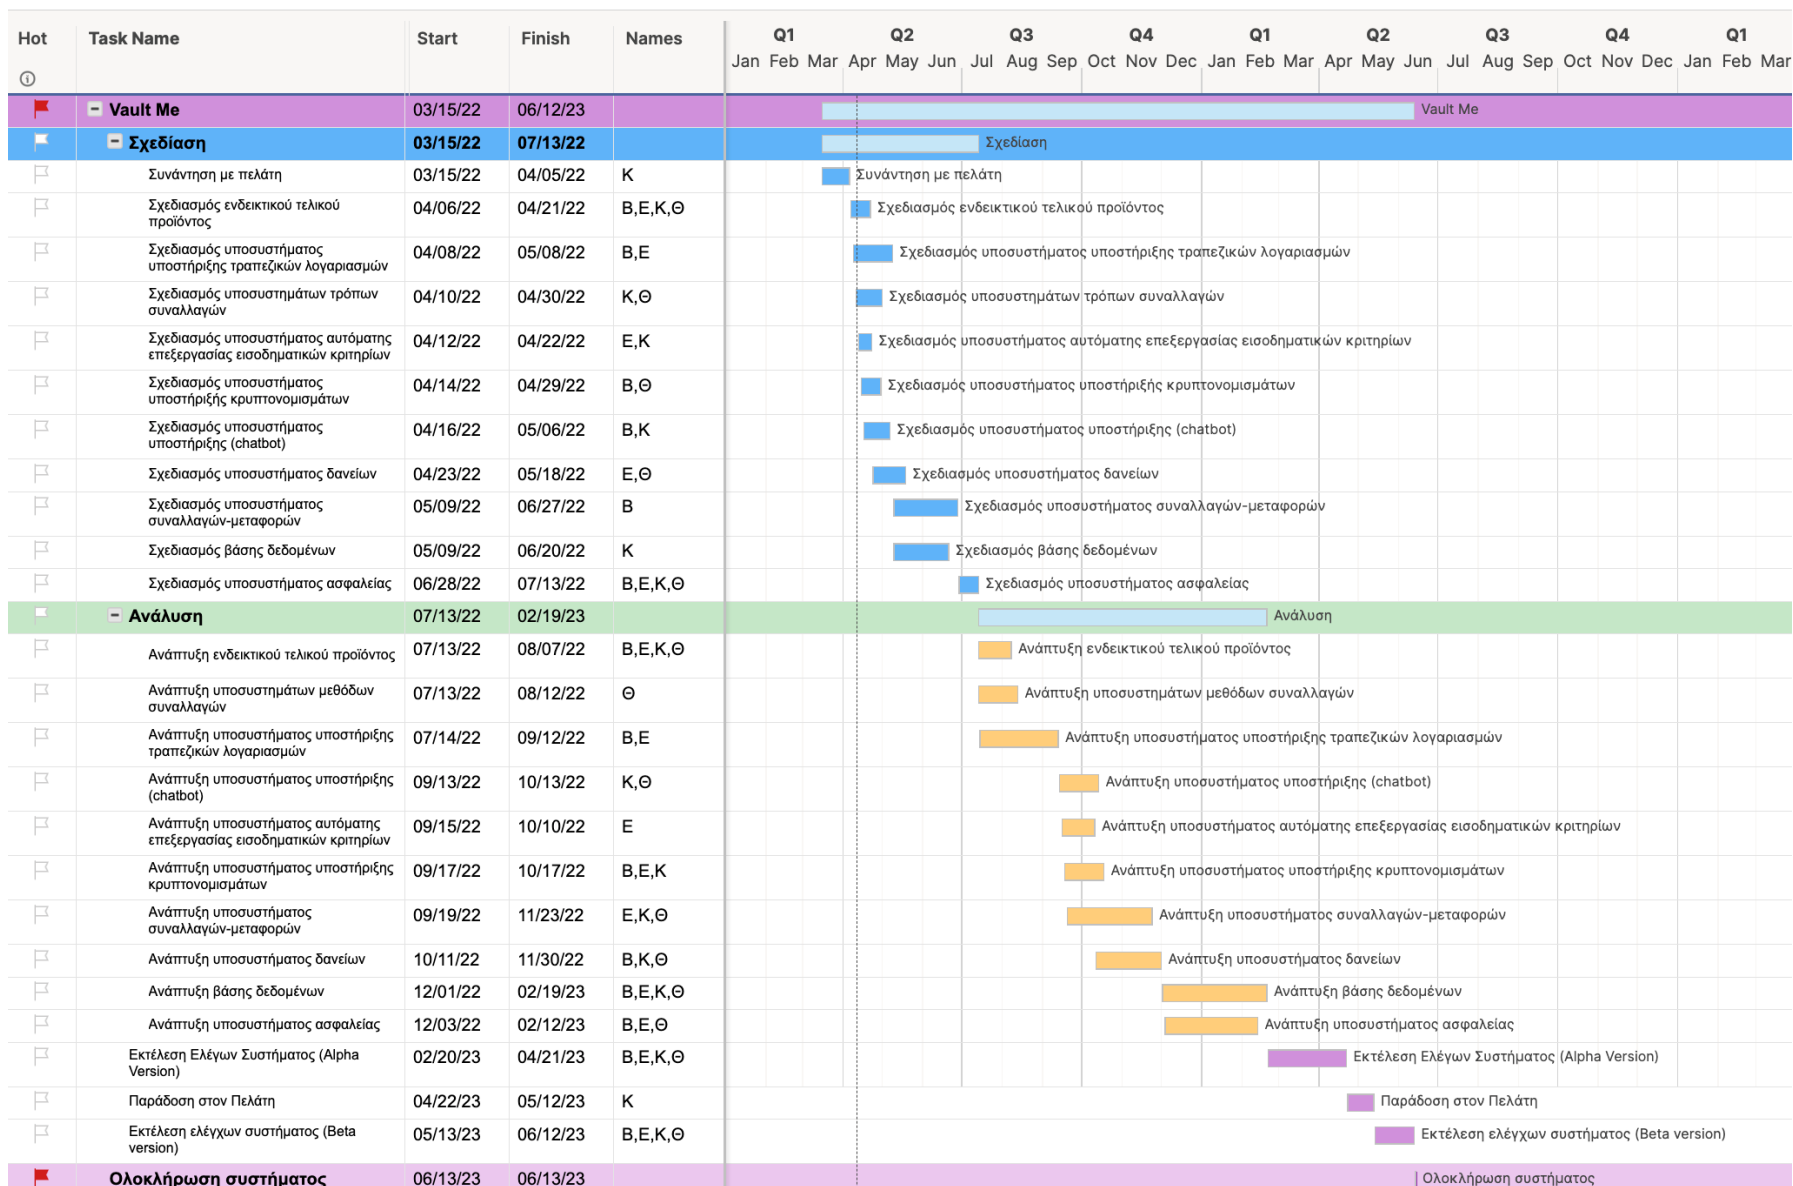 Hot Task Name Start Finish Names Q1 Q2 Q3 Q4 Q1 Q2 Q3 Q4 Q1
Jan Feb Mar Apr May Jun Jul Aug Sep Oct Nov Dec Jan Feb Mar Apr May Jun Jul Aug Sep Oct Nov Dec Jan Feb Mar
Vault Me 03/15/22 06/12/23 Vault Me
Σχεδίαση 03/15/22 07/13/22 Σχεδίαση
Συνάντηση με πελάτη 03/15/22 04/05/22 Κ Συνάντηση με πελάτη
Σχεδιασμός ενδεικτικού τελικού
προϊόντος 04/06/22 04/21/22 Β,Ε,Κ,Θ Σχεδιασμός ενδεικτικού τελικού προϊόντος
Σχεδιασμός υποσυστήματος
υποστήριξης τραπεζικών λογαριασμών 04/08/22 05/08/22 Β,Ε Σχεδιασμός υποσυστήματος υποστήριξης τραπεζικών λογαριασμών
Σχεδιασμός υποσυστημάτων τρόπων
συναλλαγών 04/10/22 04/30/22 Κ,Θ Σχεδιασμός υποσυστημάτων τρόπων συναλλαγών
Σχεδιασμός υποσυστήματος αυτόματης
επεξεργασίας εισοδηματικών κριτηρίων 04/12/22 04/22/22 Ε,Κ Σχεδιασμός υποσυστήματος αυτόματης επεξεργασίας εισοδηματικών κριτηρίων
Σχεδιασμός υποσυστήματος
υποστήριξής κρυπτονομισμάτων 04/14/22 04/29/22 Β,Θ Σχεδιασμός υποσυστήματος υποστήριξής κρυπτονομισμάτων
Σχεδιασμός υποσυστήματος
υποστήριξης (chatbot) 04/16/22 05/06/22 Β,Κ Σχεδιασμός υποσυστήματος υποστήριξης (chatbot)
Σχεδιασμός υποσυστήματος δανείων 04/23/22 05/18/22 Ε,Θ Σχεδιασμός υποσυστήματος δανείων
Σχεδιασμός υποσυστήματος
συναλλαγών-μεταφορών 05/09/22 06/27/22 Β Σχεδιασμός υποσυστήματος συναλλαγών-μεταφορών
Σχεδιασμός βάσης δεδομένων 05/09/22 06/20/22 Κ Σχεδιασμός βάσης δεδομένων
Σχεδιασμός υποσυστήματος ασφαλείας 06/28/22 07/13/22 Β,Ε,Κ,Θ Σχεδιασμός υποσυστήματος ασφαλείας
Ανάλυση 07/13/22 02/19/23 Ανάλυση
Ανάπτυξη ενδεικτικού τελικού προϊόντος 07/13/22 08/07/22 Β,Ε,Κ,Θ Ανάπτυξη ενδεικτικού τελικού προϊόντος
Ανάπτυξη υποσυστημάτων μεθόδων
συναλλαγών 07/13/22 08/12/22 Θ Ανάπτυξη υποσυστημάτων μεθόδων συναλλαγών
Ανάπτυξη υποσυστήματος υποστήριξης
τραπεζικών λογαριασμών 07/14/22 09/12/22 Β,Ε Ανάπτυξη υποσυστήματος υποστήριξης τραπεζικών λογαριασμών
Ανάπτυξη υποσυστήματος υποστήριξης
(chatbot) 09/13/22 10/13/22 Κ,Θ Ανάπτυξη υποσυστήματος υποστήριξης (chatbot)
Ανάπτυξη υποσυστήματος αυτόματης
επεξεργασίας εισοδηματικών κριτηρίων 09/15/22 10/10/22 Ε Ανάπτυξη υποσυστήματος αυτόματης επεξεργασίας εισοδηματικών κριτηρίων
Ανάπτυξη υποσυστήματος υποστήριξης
κρυπτονομισμάτων 09/17/22 10/17/22 Β,Ε,Κ Ανάπτυξη υποσυστήματος υποστήριξης κρυπτονομισμάτων
Ανάπτυξη υποσυστήματος
συναλλαγών-μεταφορών 09/19/22 11/23/22 Ε,Κ,Θ Ανάπτυξη υποσυστήματος συναλλαγών-μεταφορών
Ανάπτυξη υποσυστήματος δανείων 10/11/22 11/30/22 Β,Κ,Θ Ανάπτυξη υποσυστήματος δανείων
Ανάπτυξη βάσης δεδομένων 12/01/22 02/19/23 Β,Ε,Κ,Θ Ανάπτυξη βάσης δεδομένων
Ανάπτυξη υποσυστήματος ασφαλείας 12/03/22 02/12/23 Β,Ε,Θ Ανάπτυξη υποσυστήματος ασφαλείας
Εκτέλεση Ελέγων Συστήματος (Alpha
Version) 02/20/23 04/21/23 Β,Ε,Κ,Θ Εκτέλεση Ελέγων Συστήματος (Alpha Version)
Παράδοση στον Πελάτη 04/22/23 05/12/23 Κ Παράδοση στον Πελάτη
Εκτέλεση ελέγχων συστήματος (Beta
version) 05/13/23 06/12/23 Β,Ε,Κ,Θ Εκτέλεση ελέγχων συστήματος (Beta version)
Ολοκλήρωση συστήματος 06/13/23 06/13/23 Ολοκλήρωση συστήματος